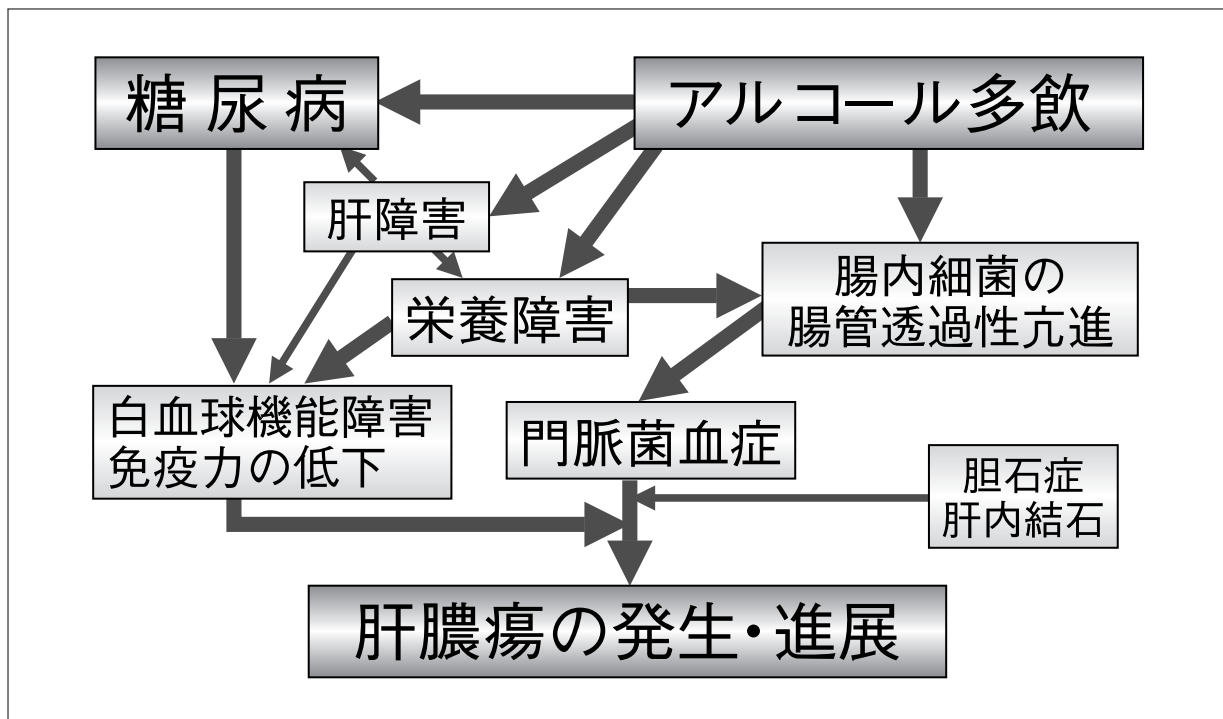 糖尿病
アルコール多飲
肝障害
腸内細菌の
腸管透過性亢進
栄養障害
白血球機能障害
免疫力の低下
門脈菌血症
胆石症
肝内結石
肝膿瘍の発生・進展